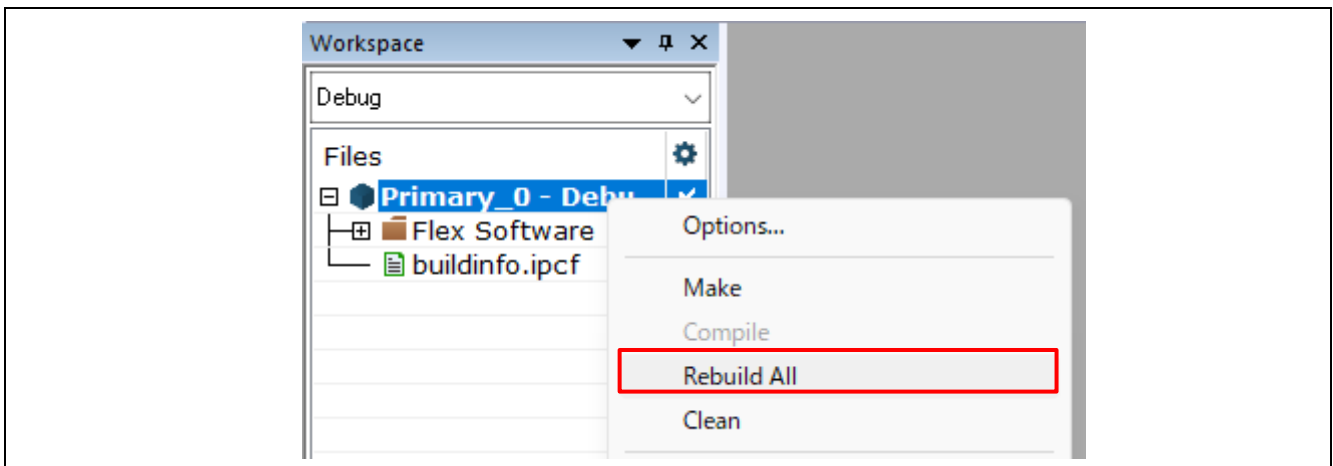 Workspace
Debug
Files
Primary_0 - Debu
Flex Software
buildinfo.ipcf
Options...
Make
Compile
Rebuild All
Clean